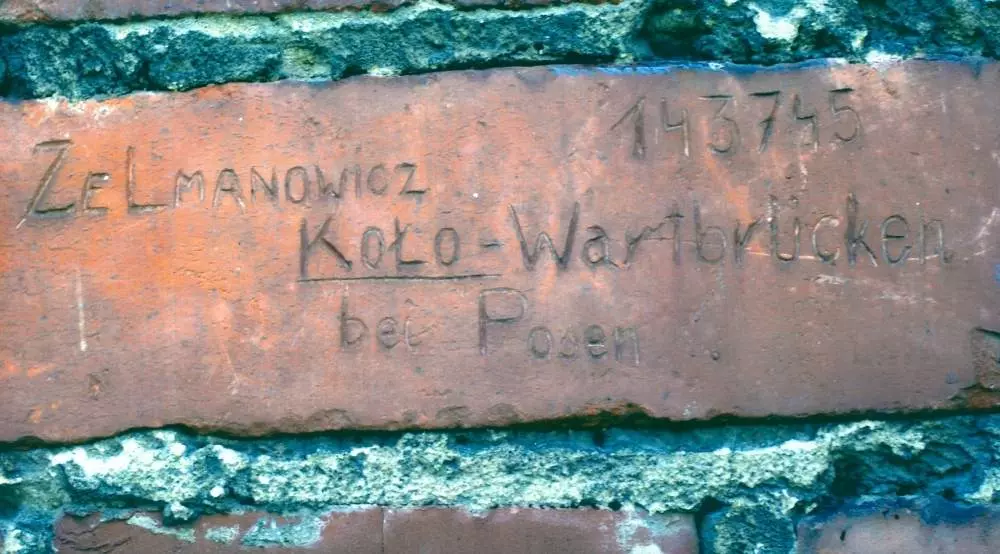 143745
ZELMANOWICZ
KOŁO-Wartbrücken
bei Posen